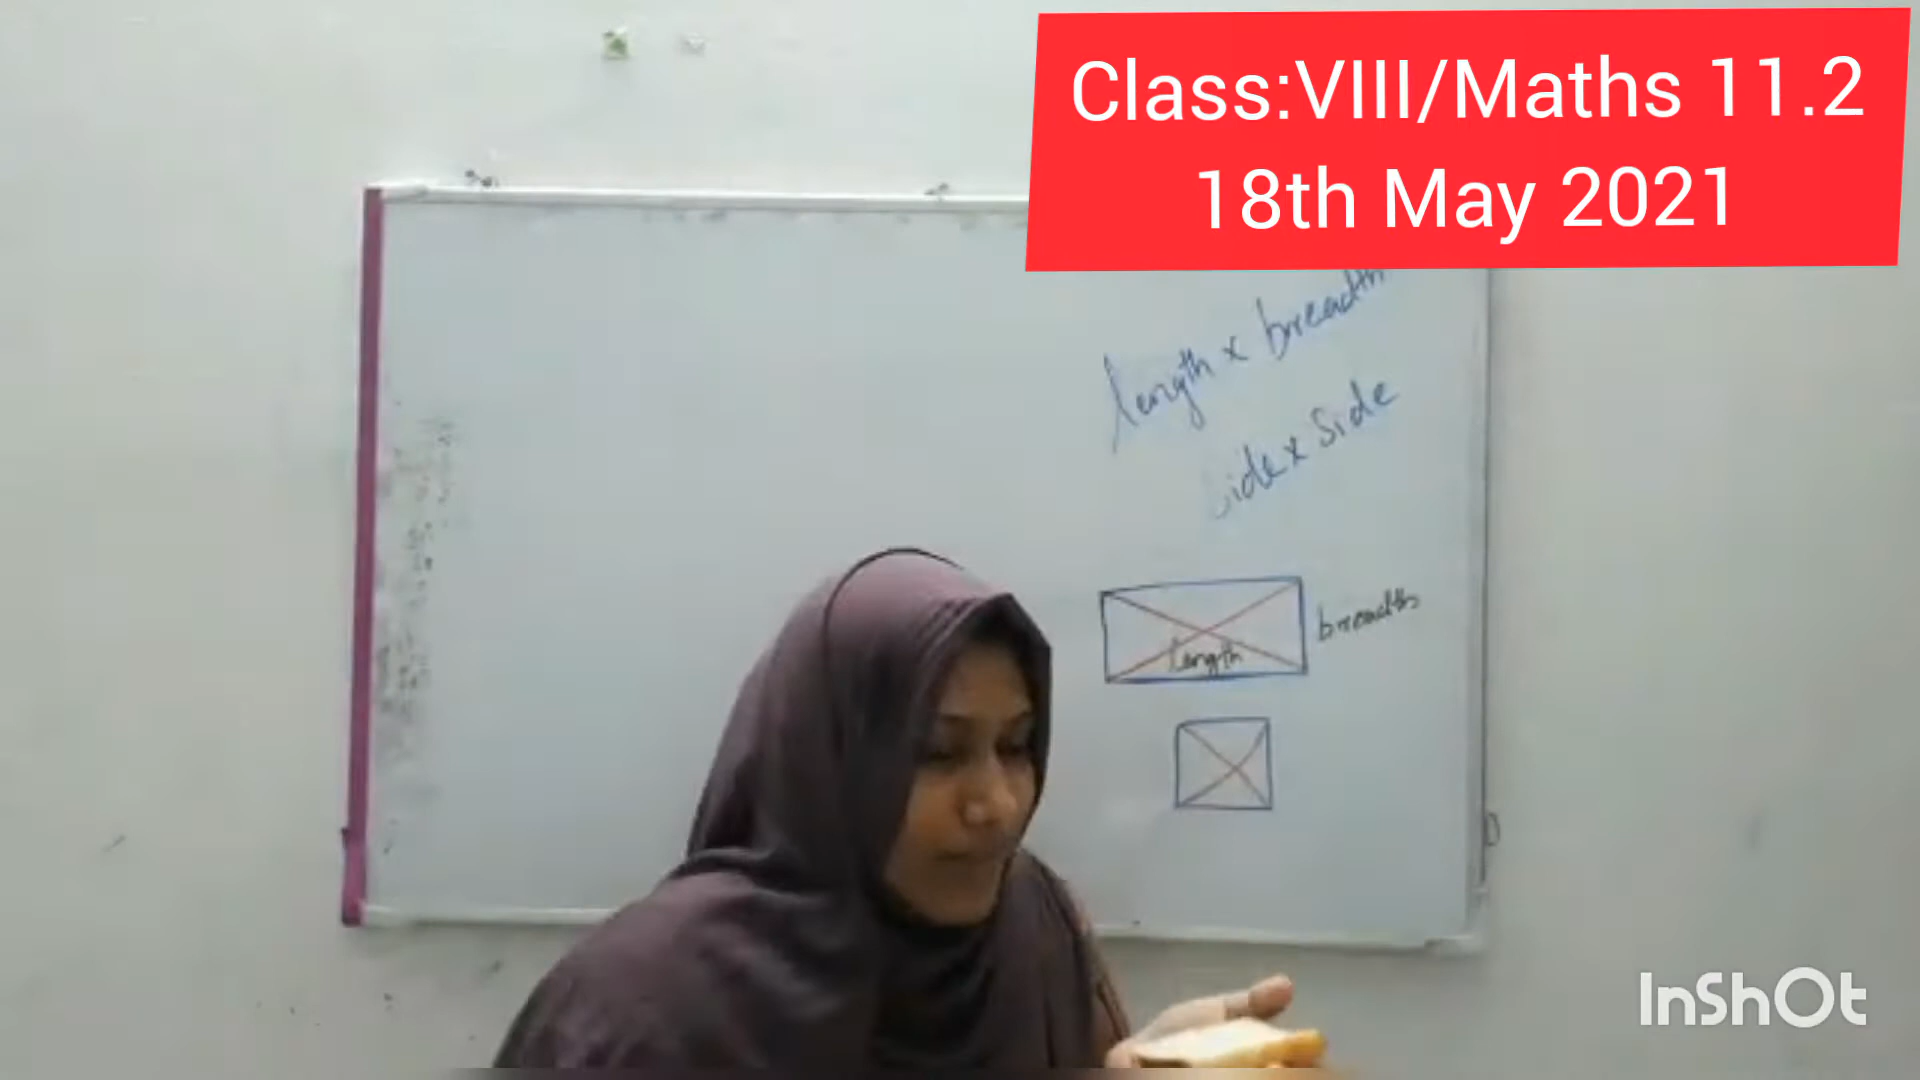 Class:VIII/Maths 11.2
18th May 2021
length x breadth
side x side
breadth
length
InShOt